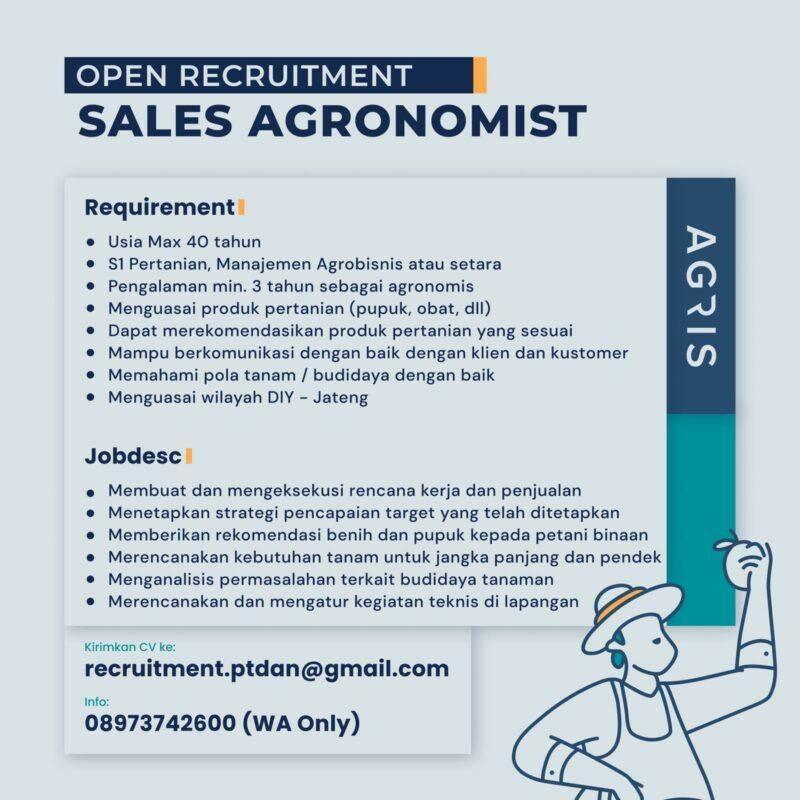 OPEN RECRUITMENT
SALES AGRONOMIST
Requirement
• Usia Max 40 tahun
• S1 Pertanian, Manajemen Agrobisnis atau setara
• Pengalaman min. 3 tahun sebagai agronomis
• Menguasai produk pertanian (pupuk, obat, dll)
• Dapat merekomendasikan produk pertanian yang sesuai
• Mampu berkomunikasi dengan baik dengan klien dan kustomer
• Memahami pola tanam / budidaya dengan baik
• Menguasai wilayah DIY - Jateng
AGRIS
Jobdesc
• Membuat dan mengeksekusi rencana kerja dan penjualan
• Menetapkan strategi pencapaian target yang telah ditetapkan
• Memberikan rekomendasi benih dan pupuk kepada petani binaan
• Merencanakan kebutuhan tanam untuk jangka panjang dan pendek
• Menganalisis permasalahan terkait budidaya tanaman
• Merencanakan dan mengatur kegiatan teknis di lapangan
Kirimkan CV ke:
recruitment.ptdan@gmail.com
Info:
08973742600 (WA Only)